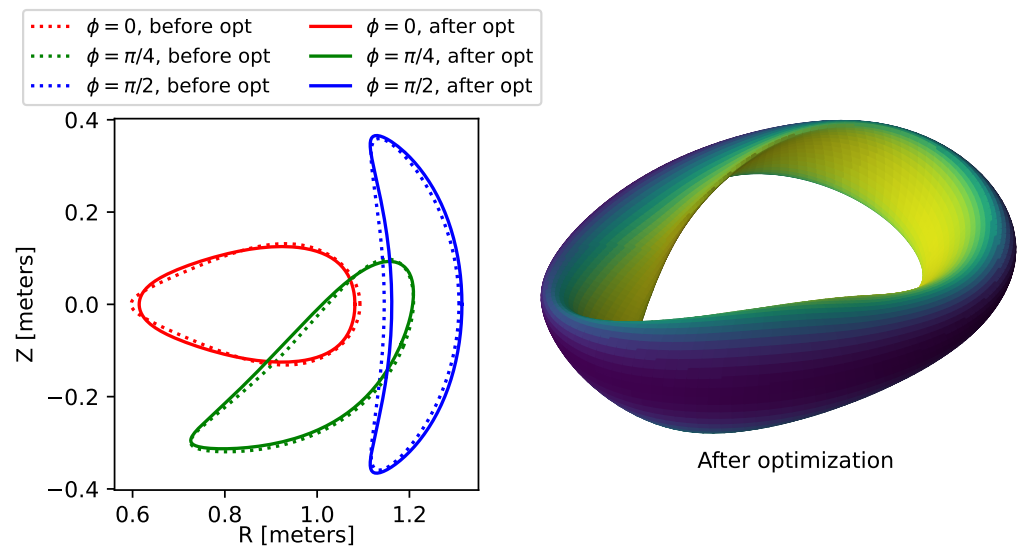 ϕ = 0, before opt
ϕ = π/4, before opt
ϕ = π/2, before opt
ϕ = 0, after opt
ϕ = π/4, after opt
ϕ = π/2, after opt
Z [meters]
0.4
0.2
0.0
−0.2
−0.4
0.6 0.8 1.0 1.2
R [meters]
After optimization